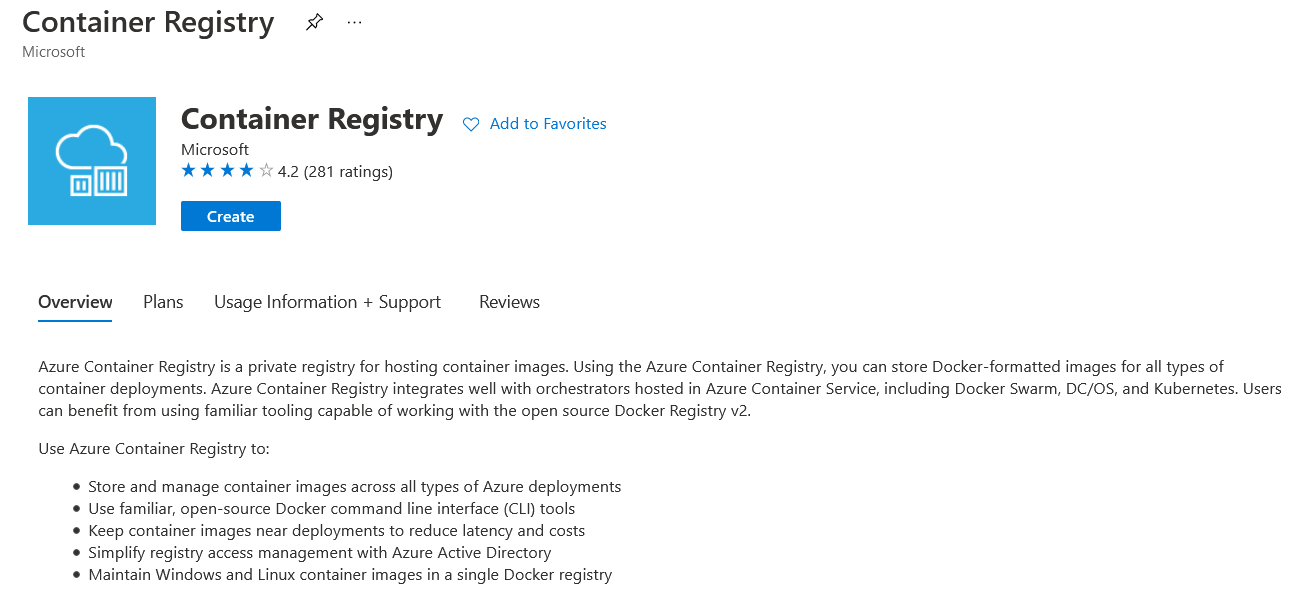 Container Registry
...
Microsoft
Container Registry
Add to Favorites
Microsoft
4.2 (281 ratings)
Create
Overview Plans Usage Information + Support Reviews
Azure Container Registry is a private registry for hosting container images. Using the Azure Container Registry, you can store Docker-formatted images for all types of
container deployments. Azure Container Registry integrates well with orchestrators hosted in Azure Container Service, including Docker Swarm, DC/OS, and Kubernetes. Users
can benefit from using familiar tooling capable of working with the open source Docker Registry v2.
Use Azure Container Registry to:
• Store and manage container images across all types of Azure deployments
• Use familiar, open-source Docker command line interface (CLI) tools
• Keep container images near deployments to reduce latency and costs
• Simplify registry access management with Azure Active Directory
• Maintain Windows and Linux container images in a single Docker registry